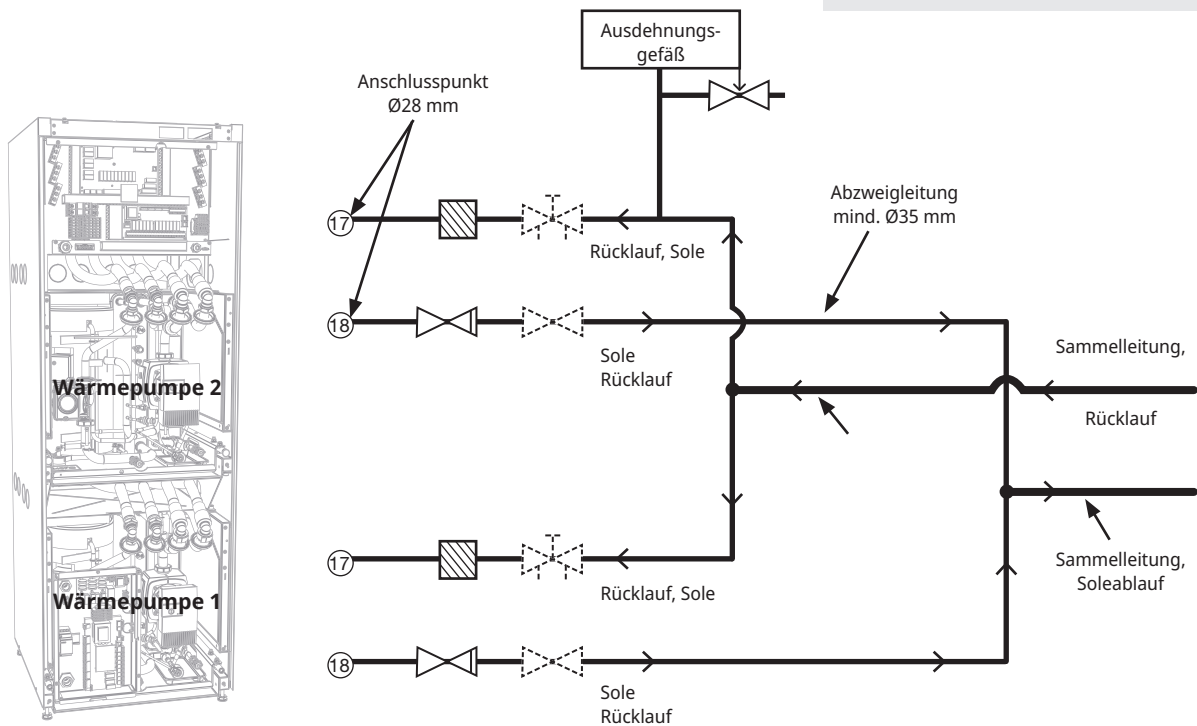 Ausdehnungs-
gefäß
Anschlusspunkt
Ø28 mm
Abzweigleitung
mind. Ø35 mm
17
Rücklauf, Sole
18
Sole
Rücklauf
Sammelleitung,
Rücklauf
Wärmepumpe 2
17
Rücklauf, Sole
Sammelleitung,
Soleablauf
Wärmepumpe 1
18
Sole
Rücklauf